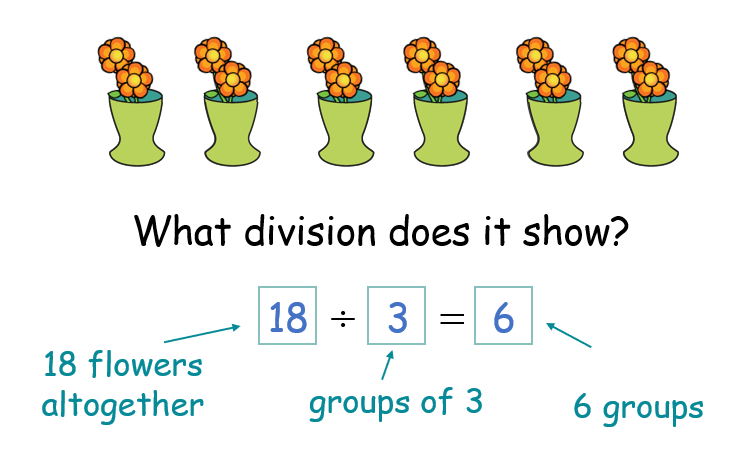 What division does it show?
18 ÷ 3 = 6
18 flowers
altogether
groups of 3
6 groups